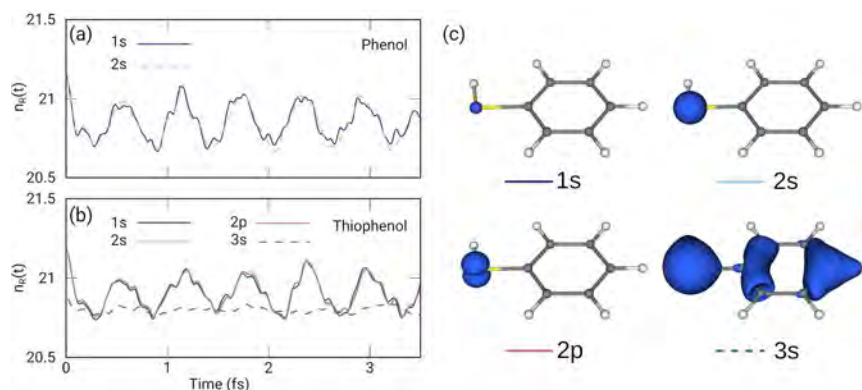 (a)
1s
2s
Phenol
21.5
21
20.5
n_R(t)
(b)
1s
2s
2p
3s
Thiophenol
21.5
21
20.5
n_R(t)
0
1
2
3
Time (fs)
(c)
1s
2s
2p
3s